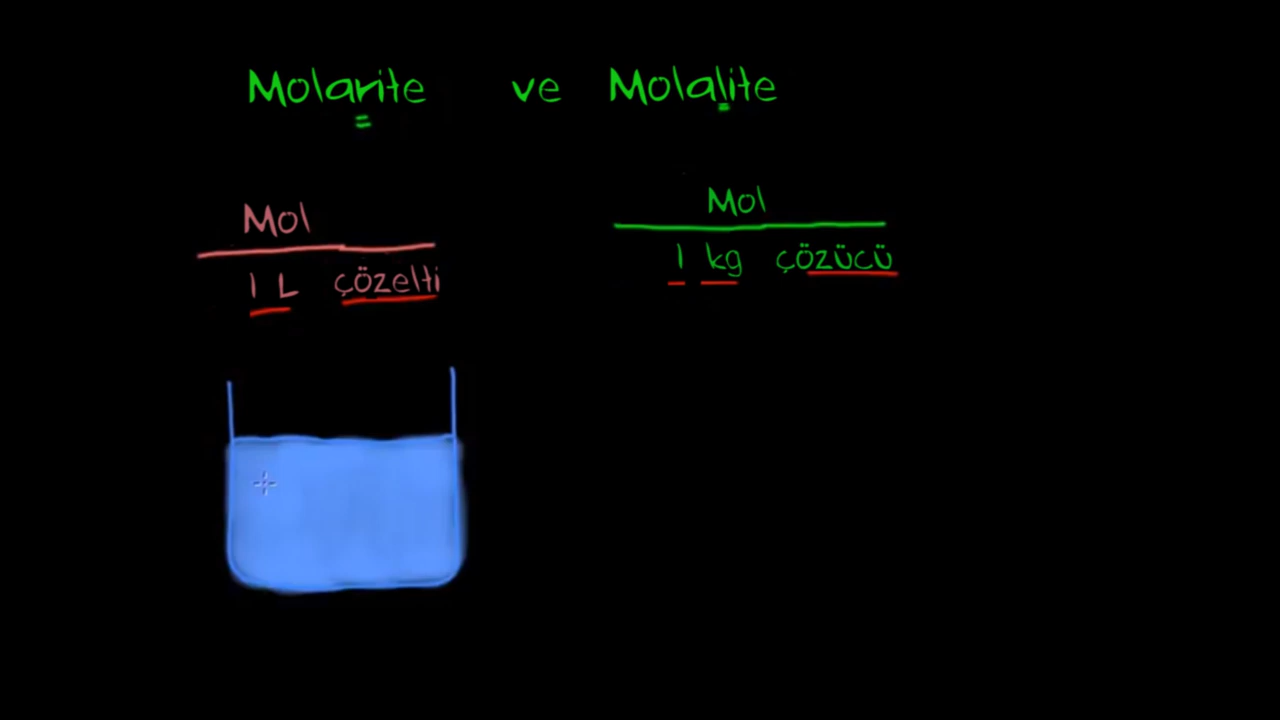 Molarite ve Molalite
Mol
1 L çözelti
Mol
1 kg çözücü